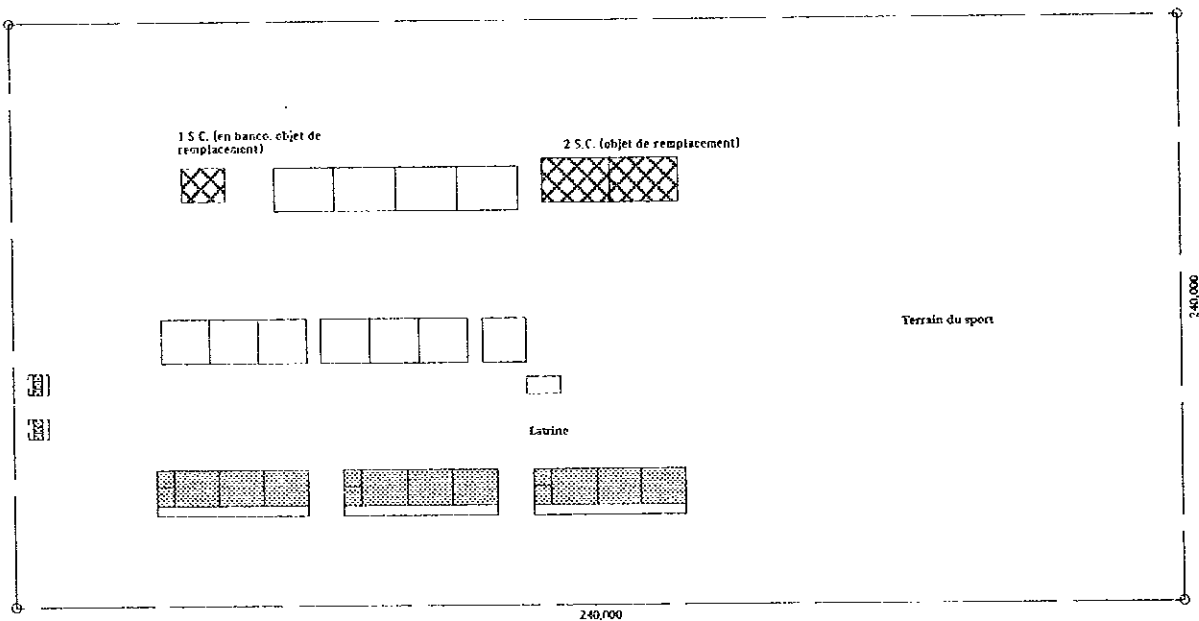 1 S.C. (en banco. objet de
remplacement)
2 S.C. (objet de remplacement)
240,000
Terrain du sport
Latrine
240,000